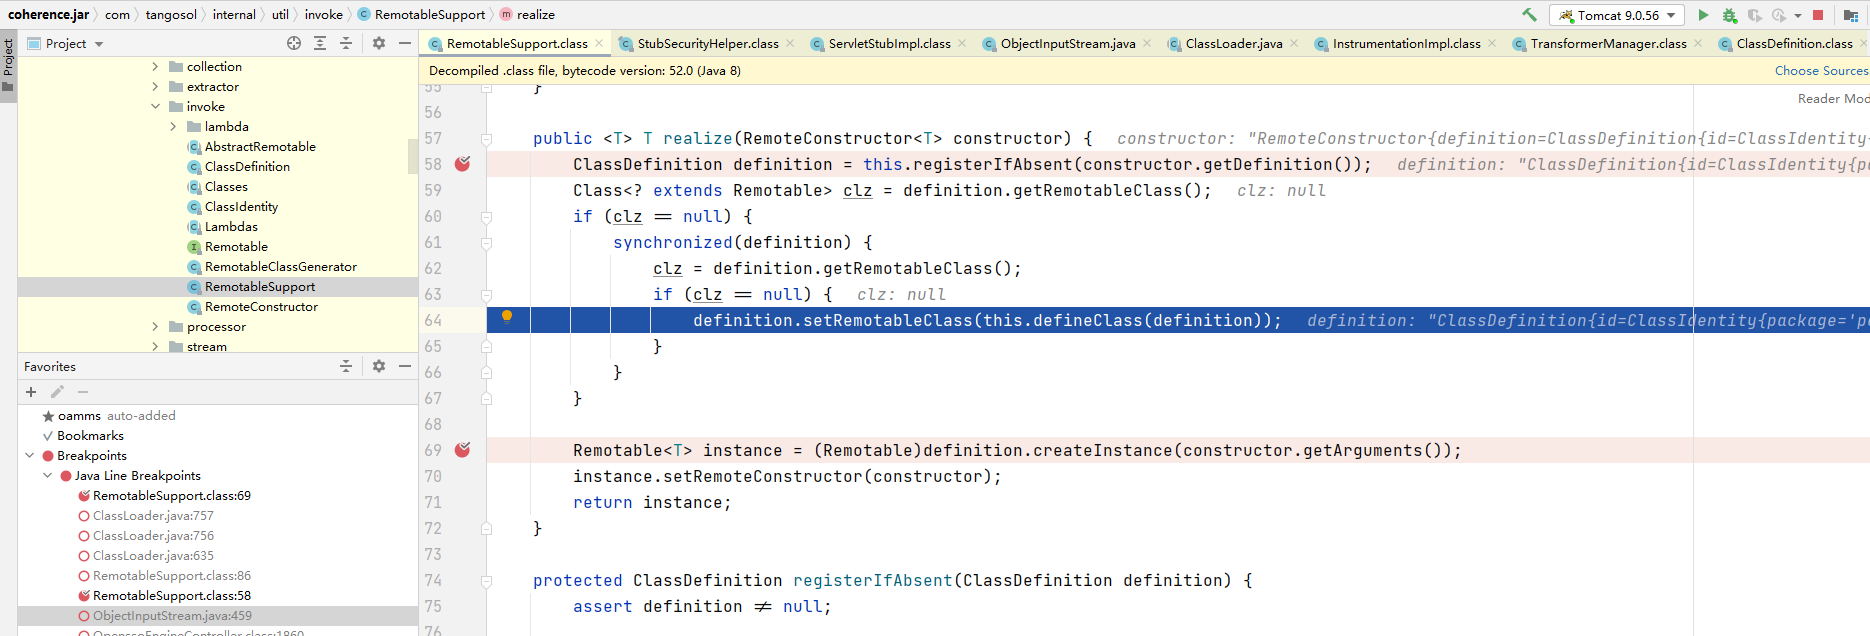 coherence.jar com tangosol internal util invoke RemotableSupport realize
Tomcat 9.0.56
Project
Project
RemotableSupport.class StubSecurityHelper.class ServletStubImpl.class ObjectInputStream.java ClassLoader.java InstrumentationImpl.class TransformerManager.class ClassDefinition.class
Decompiled .class file, bytecode version: 52.0 (Java 8) Choose Sources
Reader Mod
collection
extractor
invoke
lambda
AbstractRemotable
ClassDefinition
Classes
ClassIdentity
Lambdas
Remotable
RemotableClassGenerator
RemotableSupport
RemoteConstructor
processor
stream
Favorites
oamms auto-added
Bookmarks
Breakpoints
Java Line Breakpoints
RemotableSupport.class:69
ClassLoader.java:757
ClassLoader.java:756
ClassLoader.java:635
RemotableSupport.class:86
RemotableSupport.class:58
ObjectInputStream.java:459
OpenssoEngineController.class:1860
55 }
56
57 public <T> T realize(RemoteConstructor<T> constructor) { constructor: "RemoteConstructor{definition=ClassDefinition{id=ClassIdentity{
58 ClassDefinition definition = this.registerIfAbsent(constructor.getDefinition()); definition: "ClassDefinition{id=ClassIdentity{pa
59 Class<? extends Remotable> clz = definition.getRemotableClass(); clz: null
60 if (clz == null) {
61 synchronized(definition) {
62 clz = definition.getRemotableClass();
63 if (clz == null) { clz: null
64 definition.setRemotableClass(this.defineClass(definition)); definition: "ClassDefinition{id=ClassIdentity{package='pa
65 }
66 }
67 }
68
69 Remotable<T> instance = (Remotable)definition.createInstance(constructor.getArguments());
70 instance.setRemoteConstructor(constructor);
71 return instance;
72 }
73
74 protected ClassDefinition registerIfAbsent(ClassDefinition definition) {
75 assert definition != null;
76